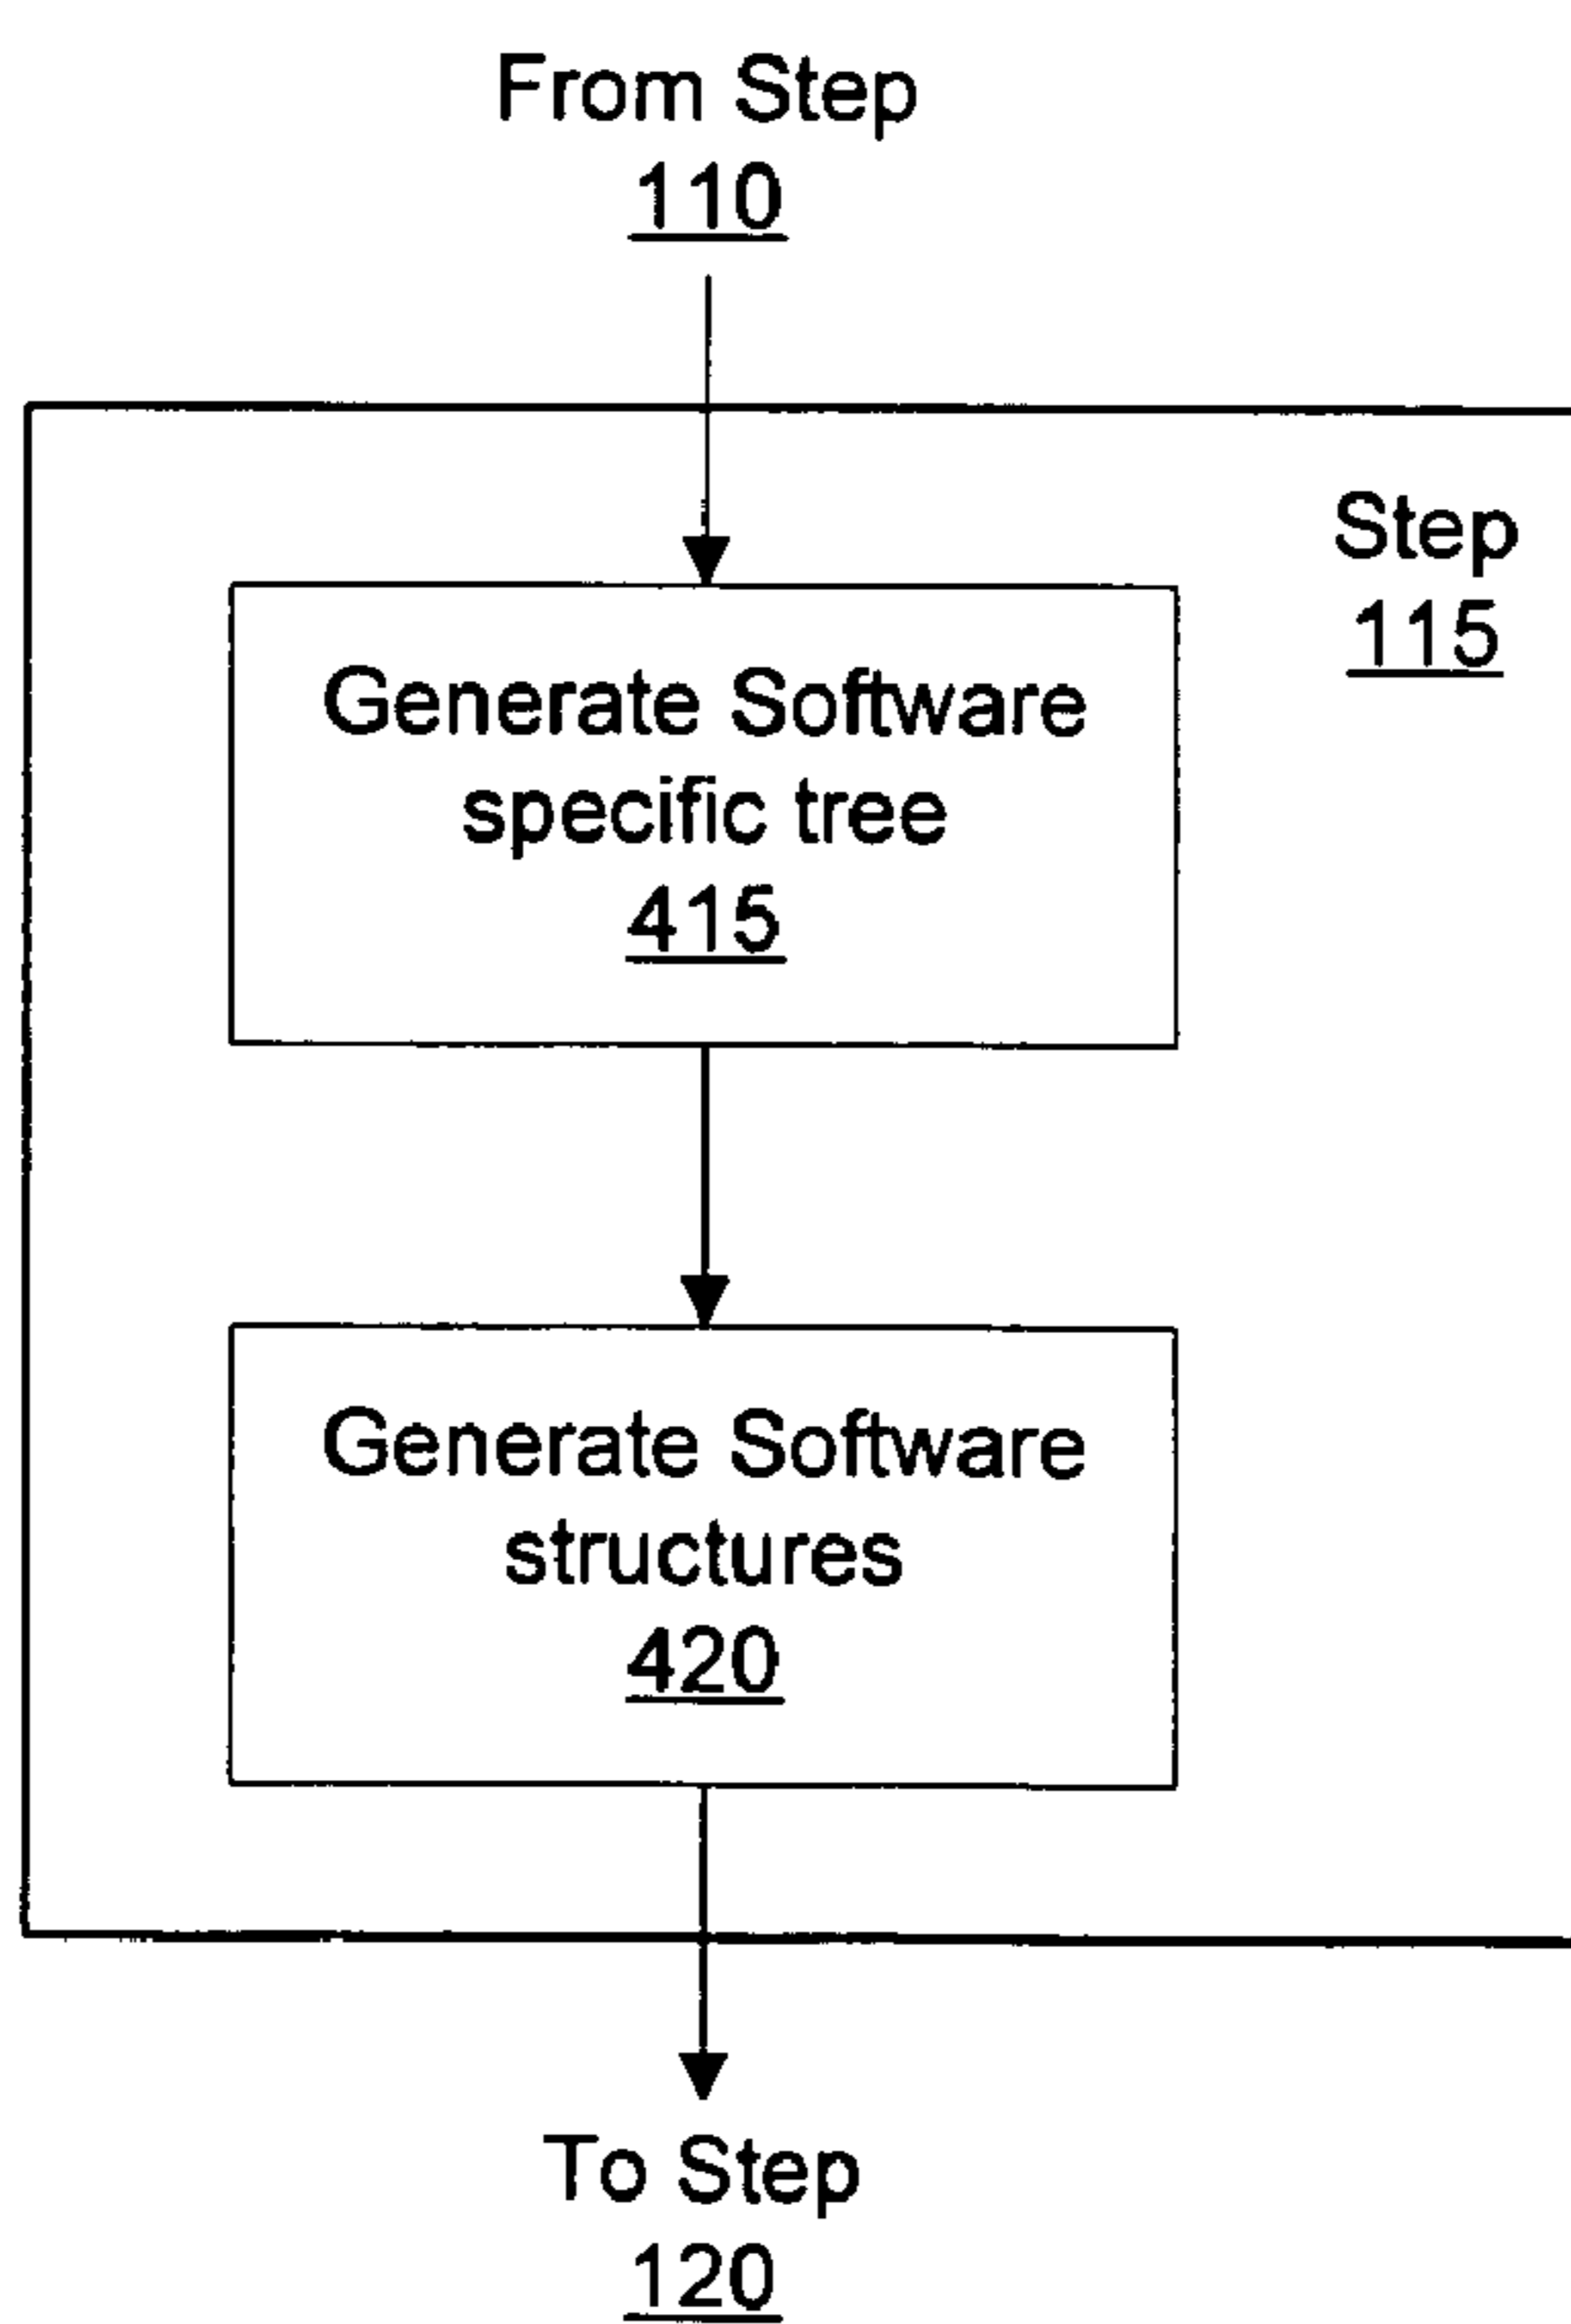 From Step
110
Step
115
Generate Software
specific tree
415
Generate Software
structures
420
To Step
120